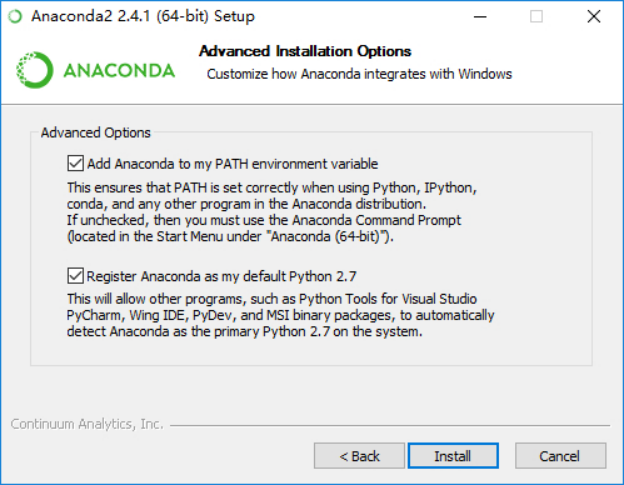 Anaconda2 2.4.1 (64-bit) Setup
Advanced Installation Options
ANACONDA
Customize how Anaconda integrates with Windows
Advanced Options
Add Anaconda to my PATH environment variable
This ensures that PATH is set correctly when using Python, IPython,
conda, and any other program in the Anaconda distribution.
If unchecked, then you must use the Anaconda Command Prompt
(located in the Start Menu under "Anaconda (64-bit)").
Register Anaconda as my default Python 2.7
This will allow other programs, such as Python Tools for Visual Studio
PyCharm, Wing IDE, PyDev, and MSI binary packages, to automatically
detect Anaconda as the primary Python 2.7 on the system.
Continuum Analytics, Inc.
< Back Install Cancel